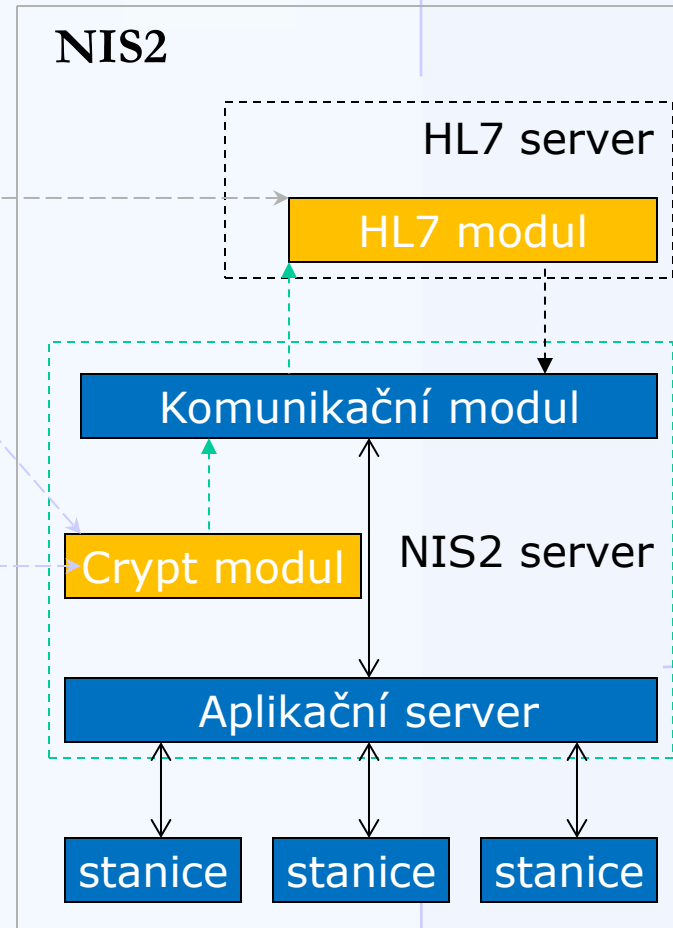 NIS2
HL7 server
HL7 modul
Komunikační modul
NIS2 server
Crypt modul
Aplikační server
stanice
stanice
stanice